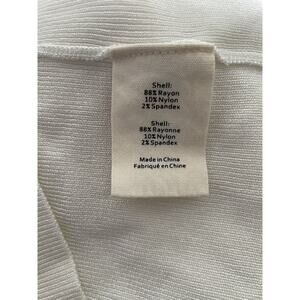 Shell:
88% Rayon
10% Nylon
2% Spandex
Shell:
88% Rayonne
10% Nylon
2% Spandex
Made in China
Fabriqué en Chine